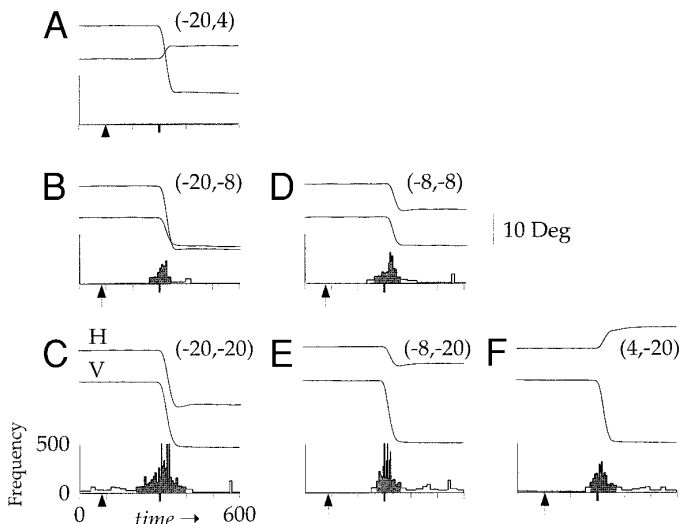 A (-20,4)
B (-20,-8)
D (-8,-8)
10 Deg
C H (-20,-20)
V
E (-8,-20)
F (4,-20)
Frequency
500
0
time → 600